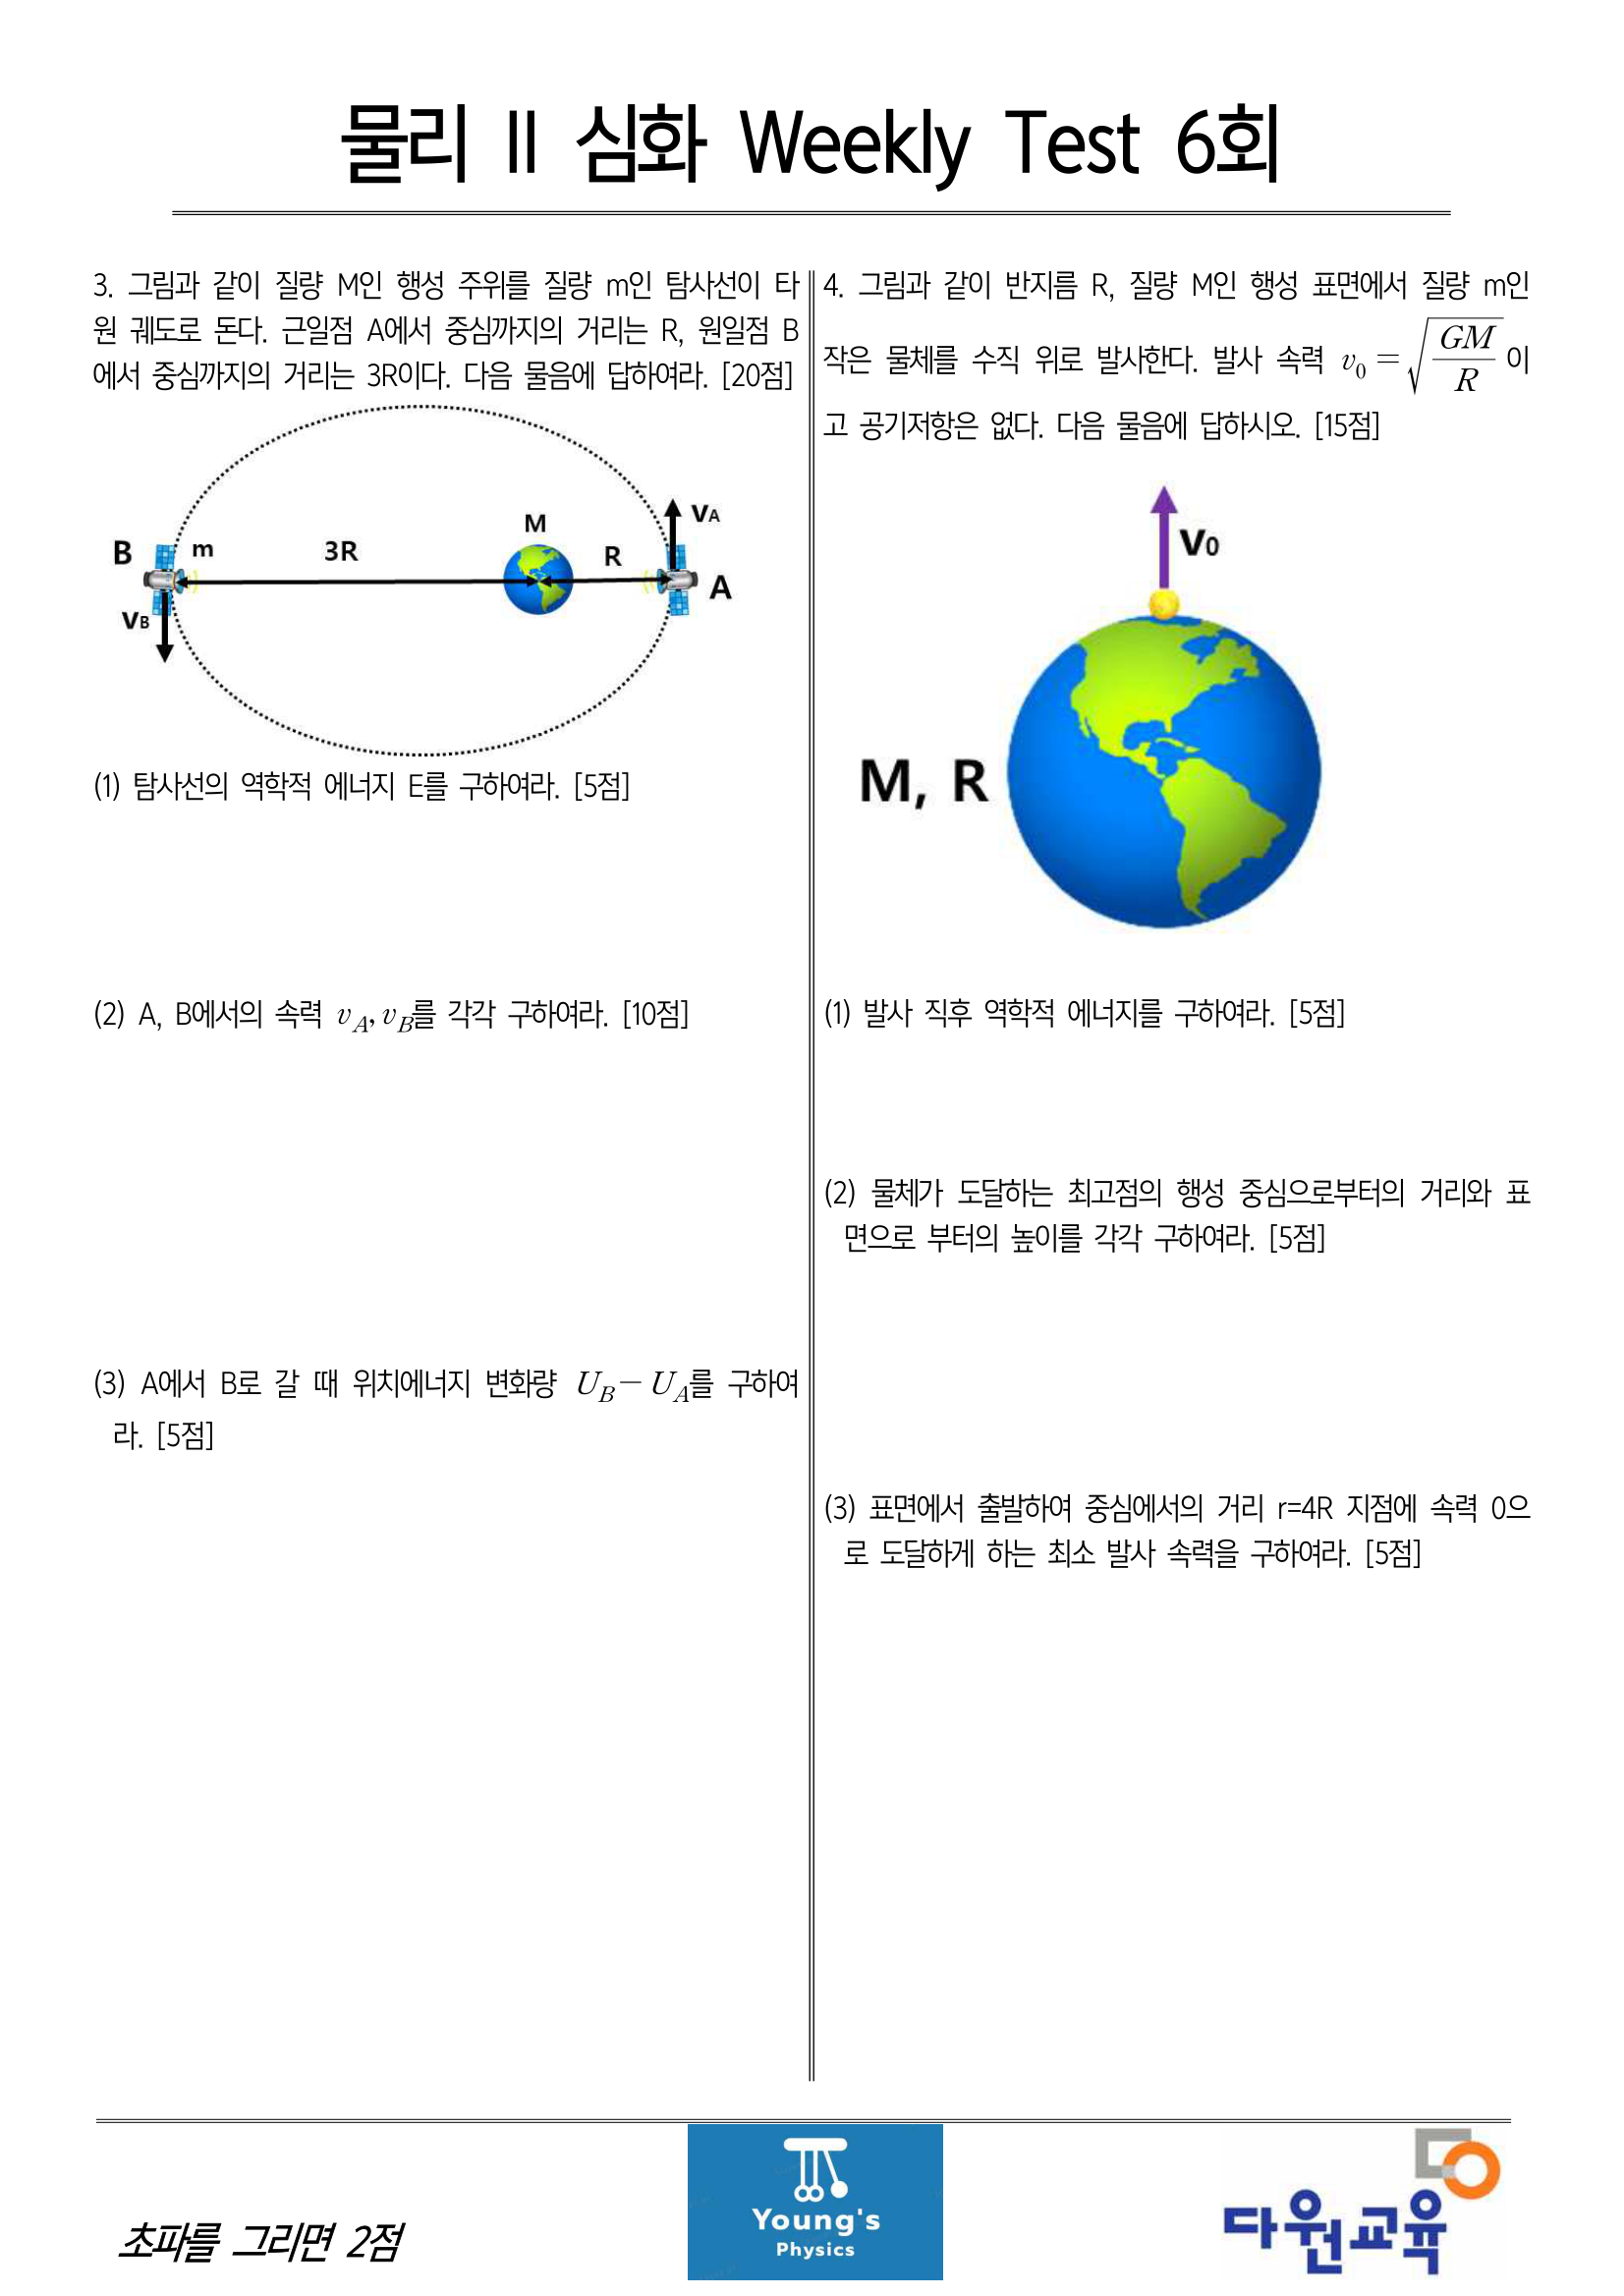 물리 II 심화 Weekly Test 6회
3. 그림과 같이 질량 M인 행성 주위를 질량 m인 탐사선이 타
원 궤도로 돈다. 근일점 A에서 중심까지의 거리는 R, 원일점 B
에서 중심까지의 거리는 3R이다. 다음 물음에 답하여라. [20점]
B
m
3R
M
R
vA
A
vB
(1) 탐사선의 역학적 에너지 E를 구하여라. [5점]
(2) A, B에서의 속력 v_A, v_B를 각각 구하여라. [10점]
(3) A에서 B로 갈 때 위치에너지 변화량 U_B − U_A를 구하여
라. [5점]
4. 그림과 같이 반지름 R, 질량 M인 행성 표면에서 질량 m인
작은 물체를 수직 위로 발사한다. 발사 속력 v_0 = √(GM/R) 이
고 공기저항은 없다. 다음 물음에 답하시오. [15점]
v0
M, R
(1) 발사 직후 역학적 에너지를 구하여라. [5점]
(2) 물체가 도달하는 최고점의 행성 중심으로부터의 거리와 표
면으로 부터의 높이를 각각 구하여라. [5점]
(3) 표면에서 출발하여 중심에서의 거리 r=4R 지점에 속력 0으
로 도달하게 하는 최소 발사 속력을 구하여라. [5점]
초파를 그리면 2점
Young's
Physics
다원교육